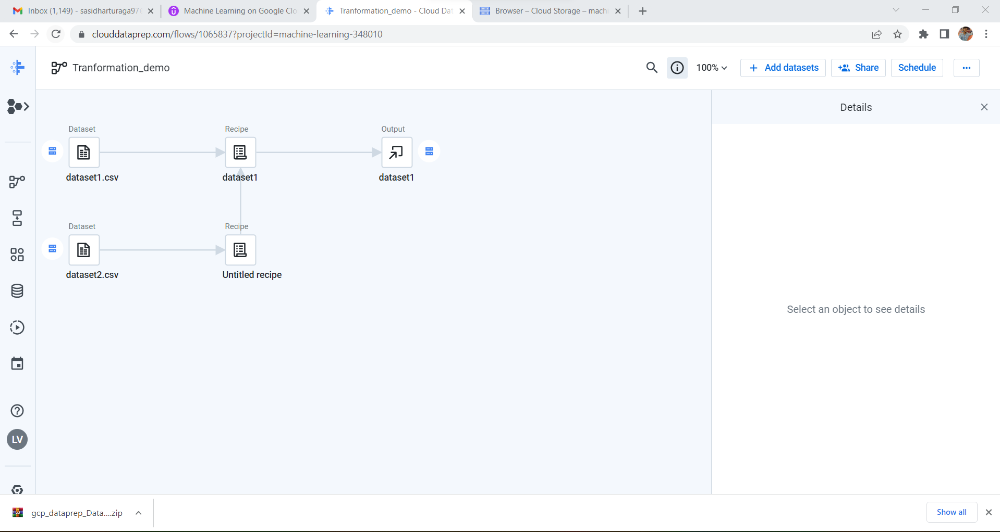 Inbox (1,149) - sasidharturaga97
Machine Learning on Google Clo
Tranformation_demo - Cloud Dat
Browser – Cloud Storage – machi
clouddataprep.com/flows/1065837?projectId=machine-learning-348010
Tranformation_demo
100%
Add datasets
Share
Schedule
Details
Dataset
Recipe
Output
dataset1.csv
dataset1
dataset1
Dataset
Recipe
dataset2.csv
Untitled recipe
Select an object to see details
LV
gcp_dataprep_Data....zip
Show all